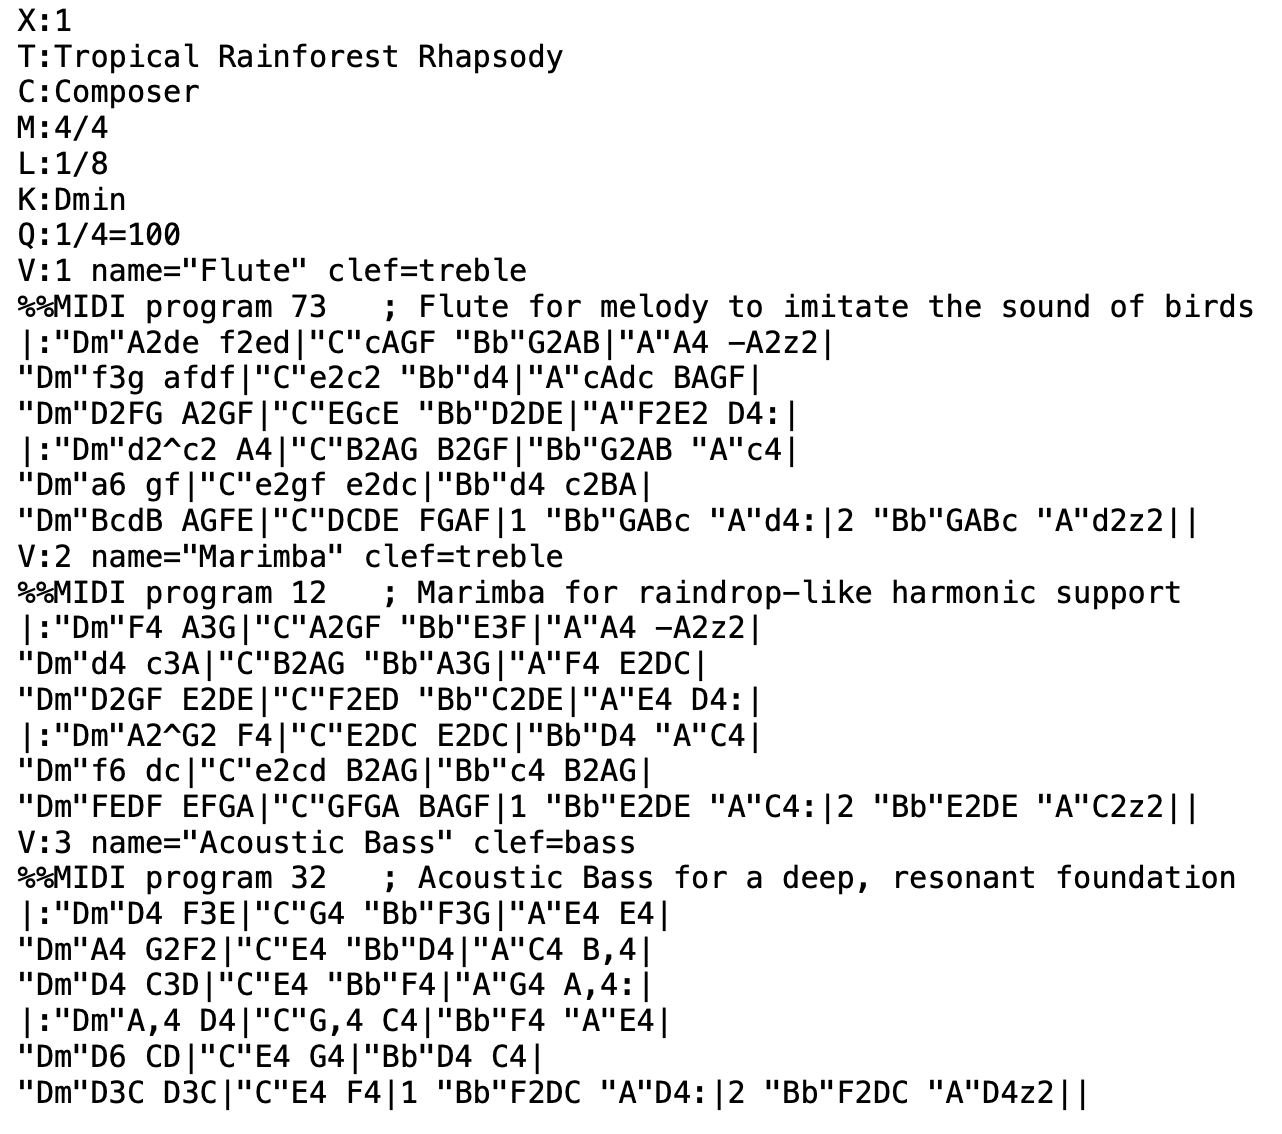 X:1
T:Tropical Rainforest Rhapsody
C:Composer
M:4/4
L:1/8
K:Dmin
Q:1/4=100
V:1 name="Flute" clef=treble
%%MIDI program 73   ; Flute for melody to imitate the sound of birds
|:"Dm"A2de f2ed|"C"cAGF "Bb"G2AB|"A"A4 -A2z2|
"Dm"f3g afdf|"C"e2c2 "Bb"d4|"A"cAdc BAGF|
"Dm"D2FG A2GF|"C"EGcE "Bb"D2DE|"A"F2E2 D4:|
|:"Dm"d2^c2 A4|"C"B2AG B2GF|"Bb"G2AB "A"c4|
"Dm"a6 gf|"C"e2gf e2dc|"Bb"d4 c2BA|
"Dm"BcdB AGFE|"C"DCDE FGAF|1 "Bb"GABc "A"d4:|2 "Bb"GABc "A"d2z2||
V:2 name="Marimba" clef=treble
%%MIDI program 12   ; Marimba for raindrop-like harmonic support
|:"Dm"F4 A3G|"C"A2GF "Bb"E3F|"A"A4 -A2z2|
"Dm"d4 c3A|"C"B2AG "Bb"A3G|"A"F4 E2DC|
"Dm"D2GF E2DE|"C"F2ED "Bb"C2DE|"A"E4 D4:|
|:"Dm"A2^G2 F4|"C"E2DC E2DC|"Bb"D4 "A"C4|
"Dm"f6 dc|"C"e2cd B2AG|"Bb"c4 B2AG|
"Dm"FEDF EFGA|"C"GFGA BAGF|1 "Bb"E2DE "A"C4:|2 "Bb"E2DE "A"C2z2||
V:3 name="Acoustic Bass" clef=bass
%%MIDI program 32   ; Acoustic Bass for a deep, resonant foundation
|:"Dm"D4 F3E|"C"G4 "Bb"F3G|"A"E4 E4|
"Dm"A4 G2F2|"C"E4 "Bb"D4|"A"C4 B,4|
"Dm"D4 C3D|"C"E4 "Bb"F4|"A"G4 A,4:|
|:"Dm"A,4 D4|"C"G,4 C4|"Bb"F4 "A"E4|
"Dm"D6 CD|"C"E4 G4|"Bb"D4 C4|
"Dm"D3C D3C|"C"E4 F4|1 "Bb"F2DC "A"D4:|2 "Bb"F2DC "A"D4z2||